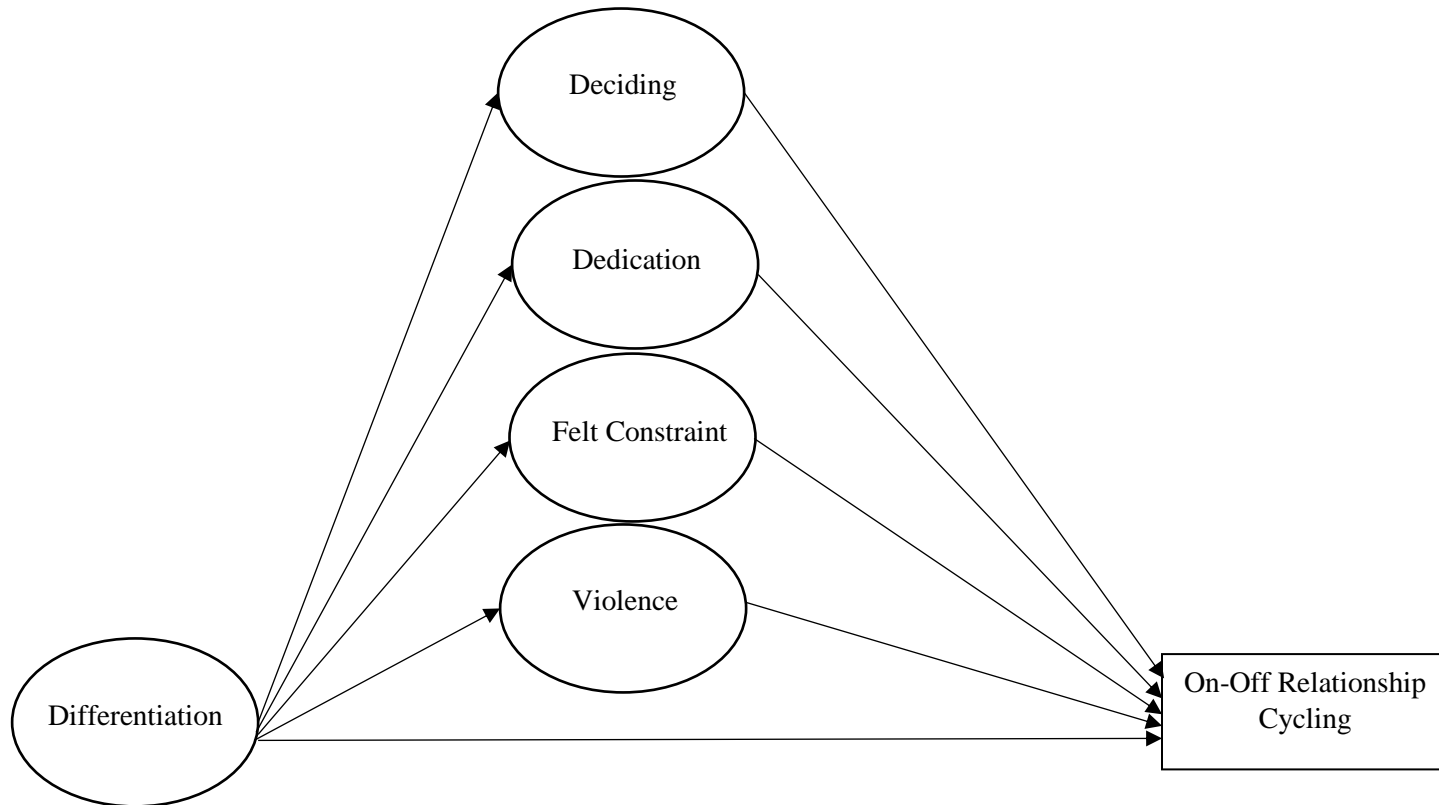 Deciding
Dedication
Felt Constraint
Violence
Differentiation
On-Off Relationship
Cycling